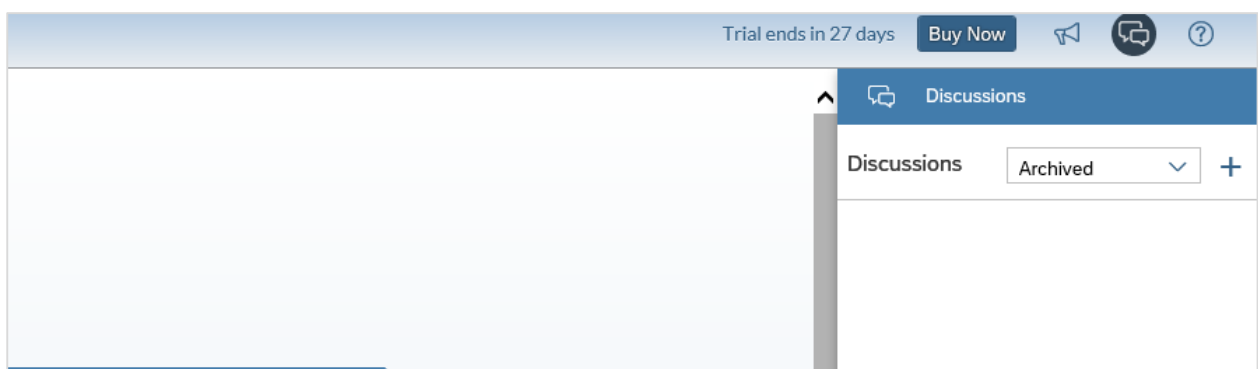 Trial ends in 27 days Buy Now ?
Discussions
Discussions Archived +